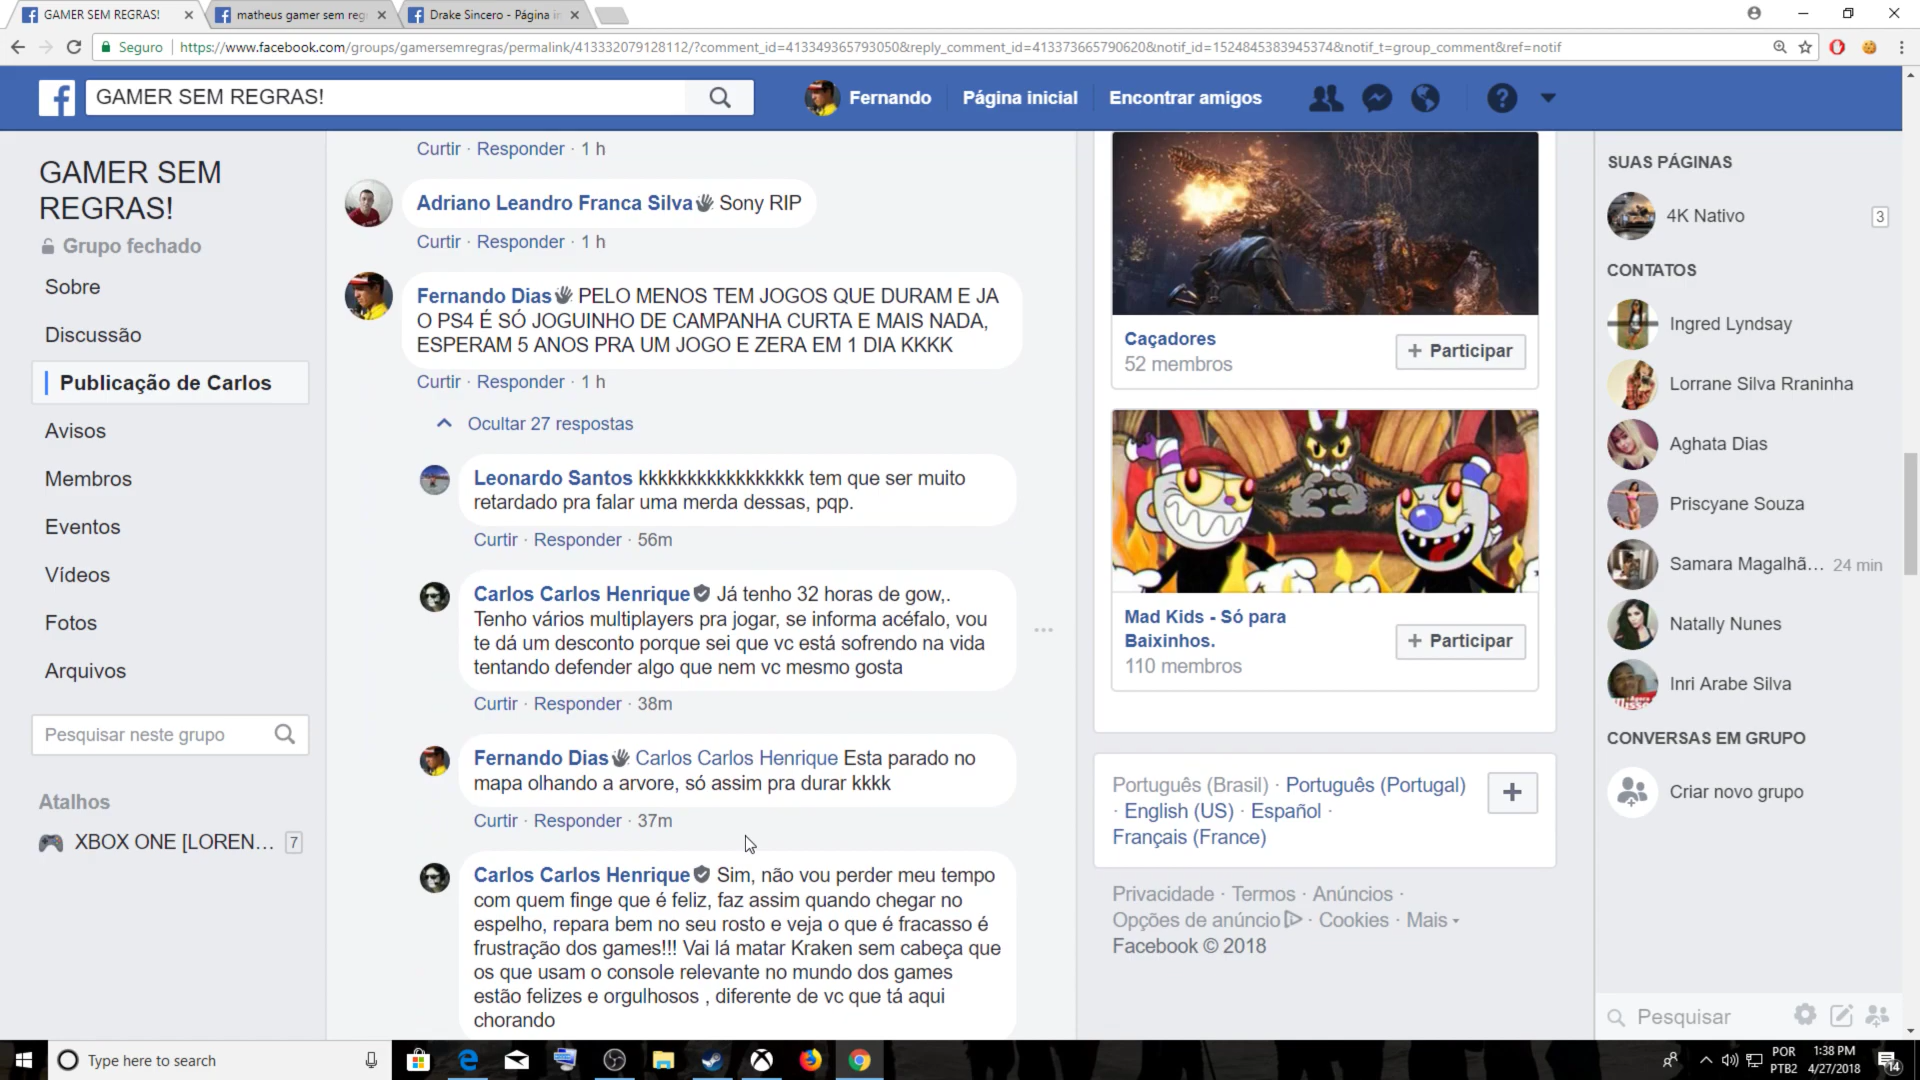 GAMER SEM REGRAS!
matheus gamer sem reg
Drake Sincero - Página in
Seguro
https://www.facebook.com/groups/gamersemregras/permalink/413332079128112/?comment_id=413349365793050&reply_comment_id=413373665790620&notif_id=1524845383945374&notif_t=group_comment&ref=notif
GAMER SEM REGRAS!
Fernando
Página inicial
Encontrar amigos
GAMER SEM
REGRAS!
Grupo fechado
Sobre
Discussão
Publicação de Carlos
Avisos
Membros
Eventos
Vídeos
Fotos
Arquivos
Pesquisar neste grupo
Atalhos
XBOX ONE [LOREN... 7
Curtir · Responder · 1 h
Adriano Leandro Franca Silva Sony RIP
Curtir · Responder · 1 h
Fernando Dias PELO MENOS TEM JOGOS QUE DURAM E JA
O PS4 É SÓ JOGUINHO DE CAMPANHA CURTA E MAIS NADA,
ESPERAM 5 ANOS PRA UM JOGO E ZERA EM 1 DIA KKKK
Curtir · Responder · 1 h
Ocultar 27 respostas
Leonardo Santos kkkkkkkkkkkkkkkkk tem que ser muito
retardado pra falar uma merda dessas, pqp.
Curtir · Responder · 56m
Carlos Carlos Henrique Já tenho 32 horas de gow,.
Tenho vários multiplayers pra jogar, se informa acéfalo, vou
te dá um desconto porque sei que vc está sofrendo na vida
tentando defender algo que nem vc mesmo gosta
Curtir · Responder · 38m
Fernando Dias Carlos Carlos Henrique Esta parado no
mapa olhando a arvore, só assim pra durar kkkk
Curtir · Responder · 37m
Carlos Carlos Henrique Sim, não vou perder meu tempo
com quem finge que é feliz, faz assim quando chegar no
espelho, repara bem no seu rosto e veja o que é fracasso é
frustração dos games!!! Vai lá matar Kraken sem cabeça que
os que usam o console relevante no mundo dos games
estão felizes e orgulhosos , diferente de vc que tá aqui
chorando
Caçadores
52 membros
+ Participar
Mad Kids - Só para
Baixinhos.
110 membros
+ Participar
Português (Brasil) · Português (Portugal)
· English (US) · Español ·
Français (France)
Privacidade · Termos · Anúncios ·
Opções de anúncio · Cookies · Mais
Facebook © 2018
SUAS PÁGINAS
4K Nativo 3
CONTATOS
Ingred Lyndsay
Lorrane Silva Rraninha
Aghata Dias
Priscyane Souza
Samara Magalhã... 24 min
Natally Nunes
Inri Arabe Silva
CONVERSAS EM GRUPO
Criar novo grupo
Pesquisar
Type here to search
POR
PTB2
1:38 PM
4/27/2018
14